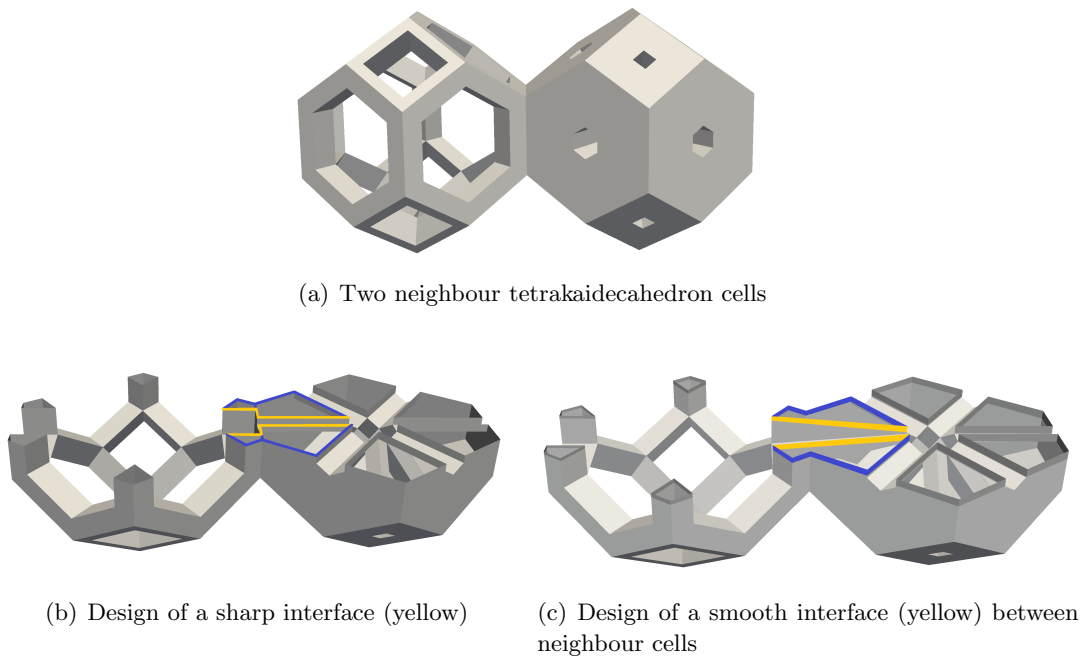 (a) Two neighbour tetrakaidecahedron cells
(b) Design of a sharp interface (yellow)
(c) Design of a smooth interface (yellow) between
neighbour cells